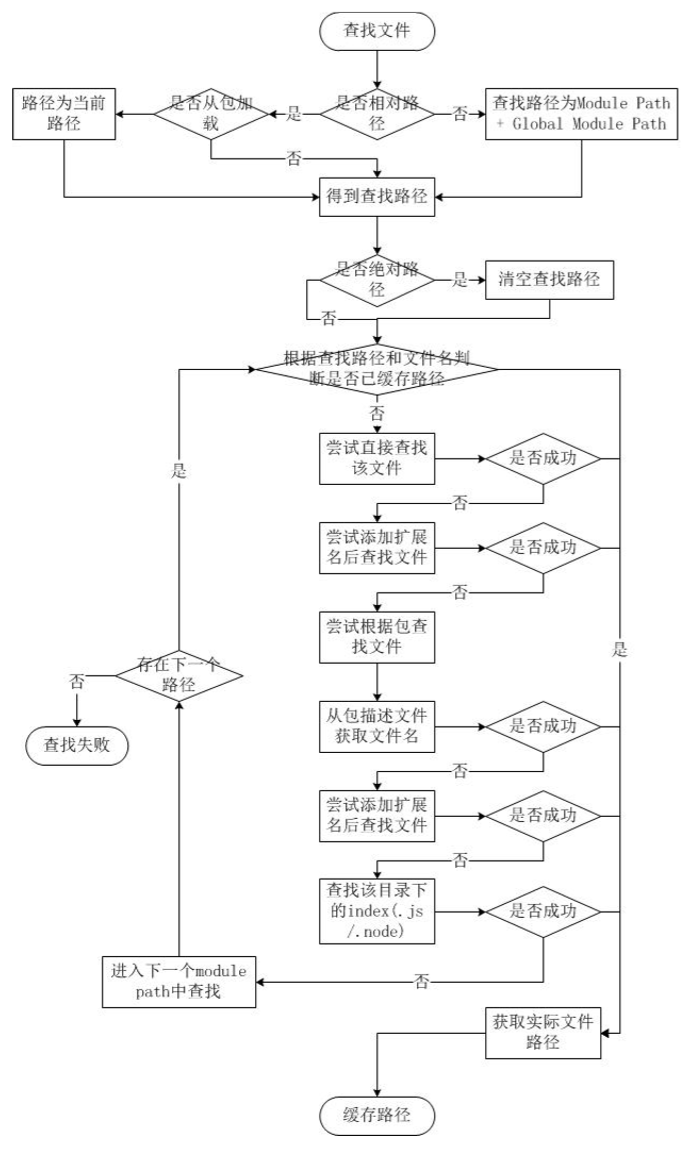 查找文件
是否相对路
径
是
否
是否从包加
载
路径为当前
路径
查找路径为Module Path
+ Global Module Path
否
得到查找路径
是否绝对路
径
是
清空查找路径
否
根据查找路径和文件名判
断是否已缓存路径
否
尝试直接查找
该文件
是否成功
否
尝试添加扩展
名后查找文件
是否成功
否
尝试根据包查
找文件
从包描述文件
获取文件名
是否成功
否
尝试添加扩展
名后查找文件
是否成功
否
查找该目录下
的index(.js
/.node)
是否成功
否
进入下一个module
path中查找
存在下一个
路径
是
否
查找失败
是
获取实际文件
路径
缓存路径